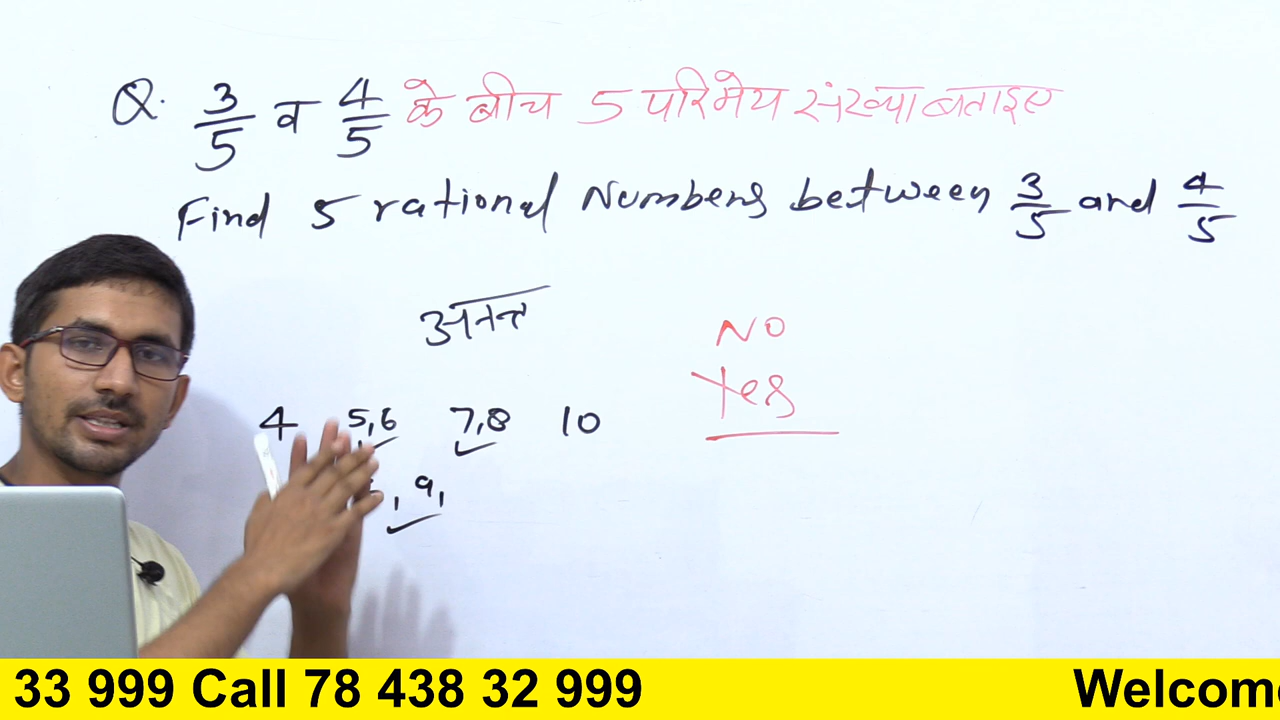 Q. 3/5 व 4/5 के बीच 5 परिमेय संख्या बताइए
Find 5 rational Numbers between 3/5 and 4/5
अनन्त
NO
Yes
4 5,6 7,8 10
, 9,
33 999 Call 78 438 32 999
Welcome